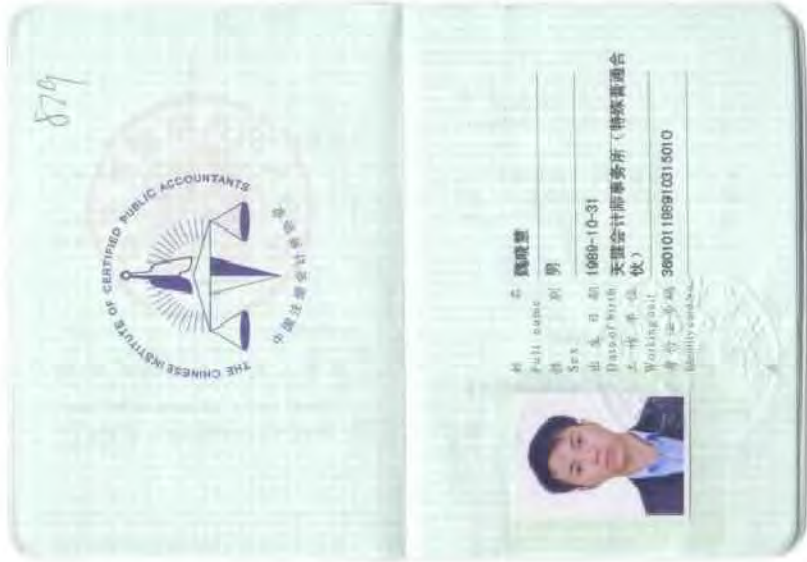 879
THE CHINESE INSTITUTE OF CERTIFIED PUBLIC ACCOUNTANTS
中国注册会计师协会
姓 名 魏晓慧
Full name
性 别 男
Sex
出 生 日 期 1989-10-31
Date of birth
工 作 单 位 天健会计师事务所（特殊普通合
伙）
Working unit
身份证号码 360101198910315010
Identity card No.